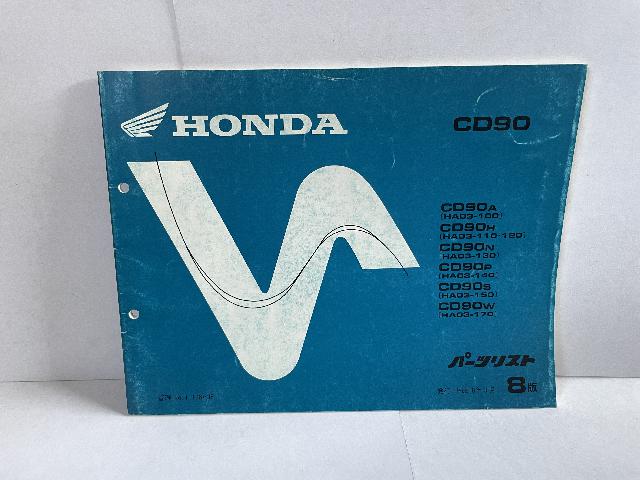 HONDA
CD90
CD90A
(HA03-100)
CD90H
(HA03-110・120)
CD90N
(HA03-130)
CD90P
(HA03-140)
CD90S
(HA03-150)
CD90W
(HA03-170)
パーツリスト
8版